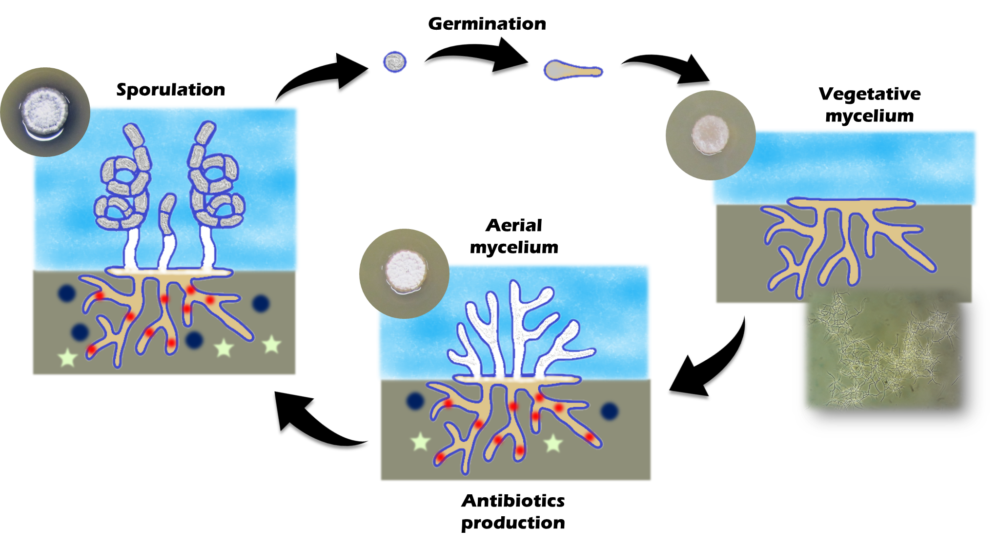 Germination
Sporulation
Vegetative
mycelium
Aerial
mycelium
Antibiotics
production